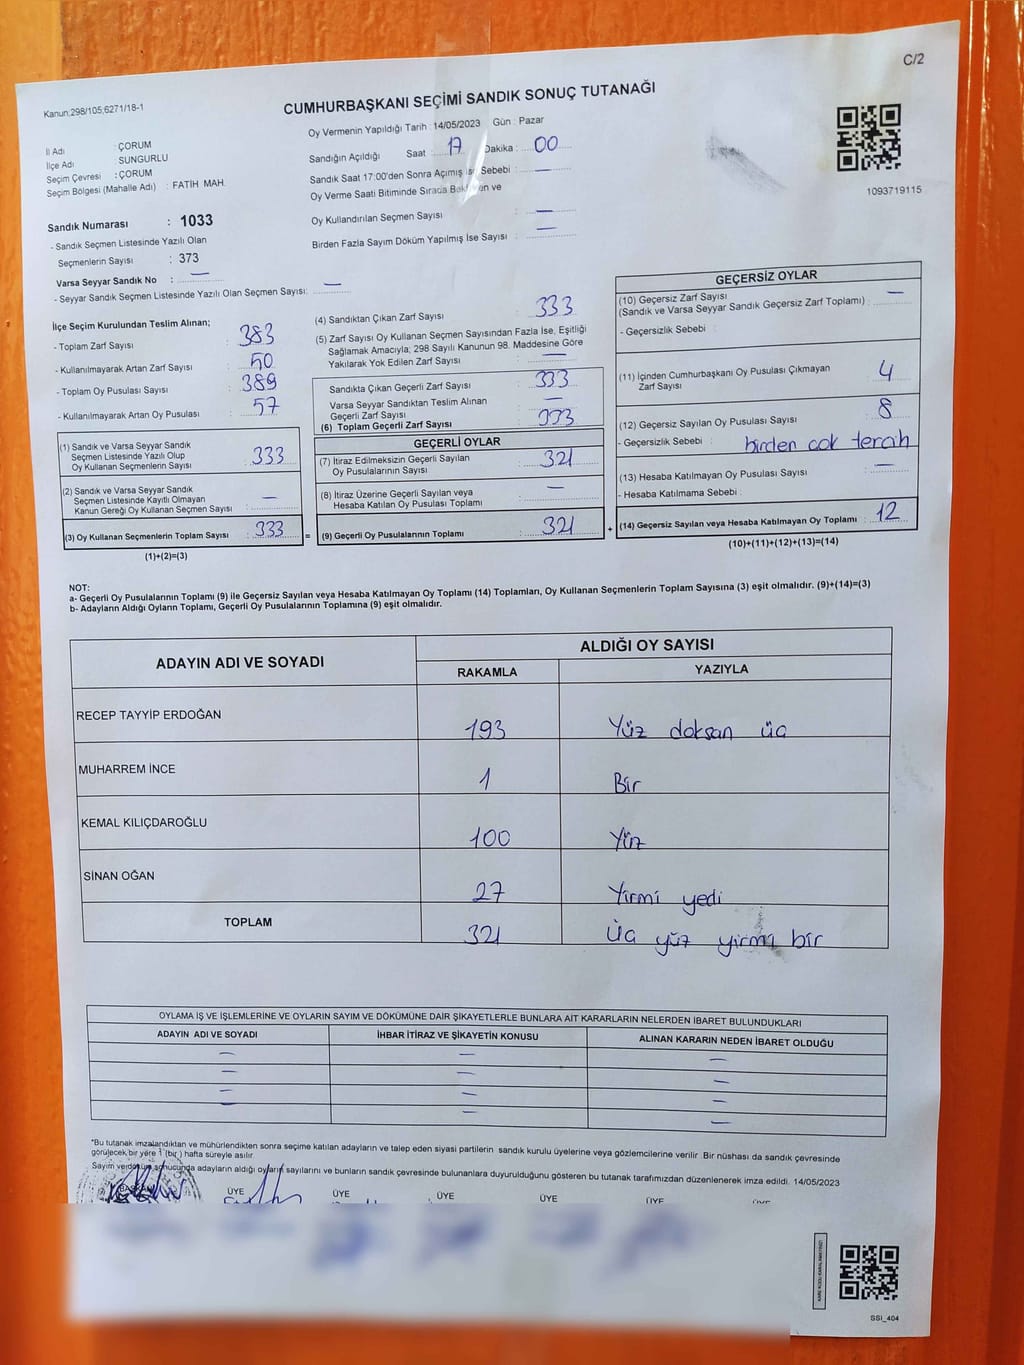 C/2
Kanun:298/105;6271/18-1
CUMHURBAŞKANI SEÇİMİ SANDIK SONUÇ TUTANAĞI
Oy Vermenin Yapıldığı Tarih : 14/05/2023 Gün : Pazar
İl Adı : ÇORUM
İlçe Adı : SUNGURLU
Seçim Çevresi : ÇORUM
Seçim Bölgesi (Mahalle Adı) : FATİH MAH.
Sandığın Açıldığı Saat : 17 Dakika : 00
Sandık Saat 17:00'den Sonra Açımış ise Sebebi : —
Oy Verme Saati Bitiminde Sırada ve
Oy Kullandırılan Seçmen Sayısı : —
Birden Fazla Sayım Döküm Yapılmış İse Sayısı : —
1093719115
Sandık Numarası : 1033
- Sandık Seçmen Listesinde Yazılı Olan
Seçmenlerin Sayısı : 373
Varsa Seyyar Sandık No : —
- Seyyar Sandık Seçmen Listesinde Yazılı Olan Seçmen Sayısı: —
İlçe Seçim Kurulundan Teslim Alınan;
- Toplam Zarf Sayısı : 383
- Kullanılmayarak Artan Zarf Sayısı : 50
- Toplam Oy Pusulası Sayısı : 389
- Kullanılmayarak Artan Oy Pusulası : 57
(1) Sandık ve Varsa Seyyar Sandık
Seçmen Listesinde Yazılı Olup
Oy Kullanan Seçmenlerin Sayısı : 333
(2) Sandık ve Varsa Seyyar Sandık
Seçmen Listesinde Kayıtlı Olmayan
Kanun Gereği Oy Kullanan Seçmen Sayısı : —
(3) Oy Kullanan Seçmenlerin Toplam Sayısı : 333
(1)+(2)=(3)
(4) Sandıktan Çıkan Zarf Sayısı : 333
(5) Zarf Sayısı Oy Kullanan Seçmen Sayısından Fazla İse, Eşitliği
Sağlamak Amacıyla; 298 Sayılı Kanunun 98. Maddesine Göre
Yakılarak Yok Edilen Zarf Sayısı : —
Sandıkta Çıkan Geçerli Zarf Sayısı : 333
Varsa Seyyar Sandıktan Teslim Alınan
Geçerli Zarf Sayısı : —
(6) Toplam Geçerli Zarf Sayısı : 333
GEÇERLİ OYLAR
(7) İtiraz Edilmeksizin Geçerli Sayılan
Oy Pusulalarının Sayısı : 321
(8) İtiraz Üzerine Geçerli Sayılan veya
Hesaba Katılan Oy Pusulası Toplamı : —
= (9) Geçerli Oy Pusulalarının Toplamı : 321
GEÇERSİZ OYLAR
(10) Geçersiz Zarf Sayısı
(Sandık ve Varsa Seyyar Sandık Geçersiz Zarf Toplamı) : —
- Geçersizlik Sebebi :
(11) İçinden Cumhurbaşkanı Oy Pusulası Çıkmayan
Zarf Sayısı : 4
(12) Geçersiz Sayılan Oy Pusulası Sayısı : 8
- Geçersizlik Sebebi : birden çok tercih
(13) Hesaba Katılmayan Oy Pusulası Sayısı : —
- Hesaba Katılmama Sebebi :
+ (14) Geçersiz Sayılan veya Hesaba Katılmayan Oy Toplamı : 12
(10)+(11)+(12)+(13)=(14)
NOT:
a- Geçerli Oy Pusulalarının Toplamı (9) ile Geçersiz Sayılan veya Hesaba Katılmayan Oy Toplamı (14) Toplamları, Oy Kullanan Seçmenlerin Toplam Sayısına (3) eşit olmalıdır. (9)+(14)=(3)
b- Adayların Aldığı Oyların Toplamı, Geçerli Oy Pusulalarının Toplamına (9) eşit olmalıdır.
ADAYIN ADI VE SOYADI ALDIĞI OY SAYISI
RAKAMLA YAZIYLA
RECEP TAYYİP ERDOĞAN 193 Yüz doksan üç
MUHARREM İNCE 1 Bir
KEMAL KILIÇDAROĞLU 100 Yüz
SİNAN OĞAN 27 Yirmi yedi
TOPLAM 321 Üç yüz yirmi bir
OYLAMA İŞ VE İŞLEMLERİNE VE OYLARIN SAYIM VE DÖKÜMÜNE DAİR ŞİKAYETLERLE BUNLARA AİT KARARLARIN NELERDEN İBARET BULUNDUKLARI
ADAYIN ADI VE SOYADI İHBAR İTİRAZ VE ŞİKAYETİN KONUSU ALINAN KARARIN NEDEN İBARET OLDUĞU
— — —
— — —
— — —
— — —
*Bu tutanak imzalandıktan ve mühürlendikten sonra seçime katılan adayların ve talep eden siyasi partilerin sandık kurulu üyelerine veya gözlemcilerine verilir. Bir nüshası da sandık çevresinde
görülecek bir yere 1 (bir ) hafta süreyle asılır.
Sayım verdöküm sonucunda adayların aldığı oyların sayılarını ve bunların sandık çevresinde bulunanlara duyurulduğunu gösteren bu tutanak tarafımızdan düzenlenerek imza edildi. 14/05/2023
BAŞKAN ÜYE ÜYE ÜYE ÜYE ÜYE ÜYE
SSI_404